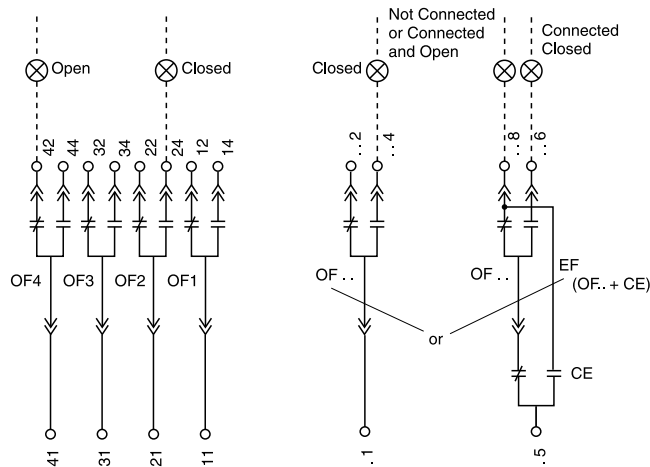 Not Connected
or Connected
and Open
Connected
Closed
Open
Closed
Closed
42
44
32
34
22
24
12
14
..2
..4
..8
..6
OF4
OF3
OF2
OF1
OF..
OF..
EF
(OF..+ CE)
or
CE
41
31
21
11
.1
.5